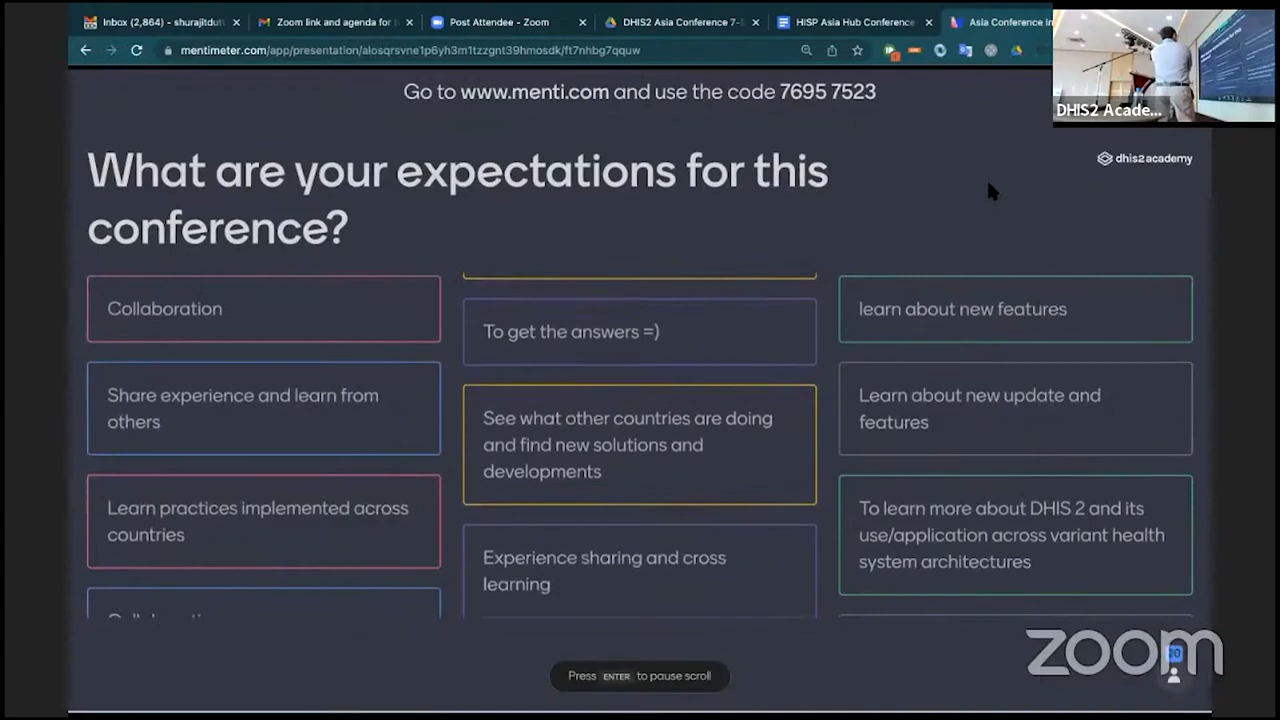 Inbox (2,864) - shurajitdutt
Zoom link and agenda for t
Post Attendee - Zoom
DHIS2 Asia Conference 7-9
HISP Asia Hub Conference
Asia Conference In
mentimeter.com/app/presentation/alosqrsvne1p6yh3m1tzzgnt39hmosdk/ft7nhbg7qquw
DHIS2 Acade...
Go to www.menti.com and use the code 7695 7523
What are your expectations for this
conference?
dhis2academy
Collaboration
Share experience and learn from
others
Learn practices implemented across
countries
To get the answers =)
See what other countries are doing
and find new solutions and
developments
Experience sharing and cross
learning
learn about new features
Learn about new update and
features
To learn more about DHIS 2 and its
use/application across variant health
system architectures
Press ENTER to pause scroll
zoom